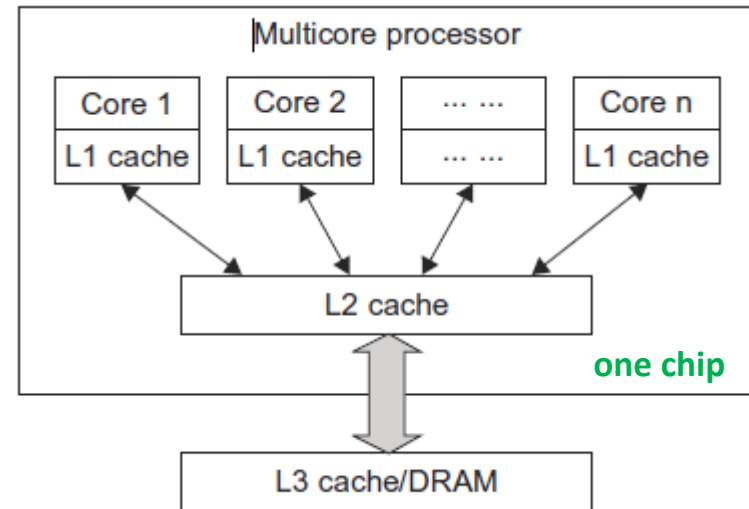 Multicore processor
Core 1 Core 2 ... ... Core n
L1 cache L1 cache ... ... L1 cache
L2 cache
one chip
L3 cache/DRAM